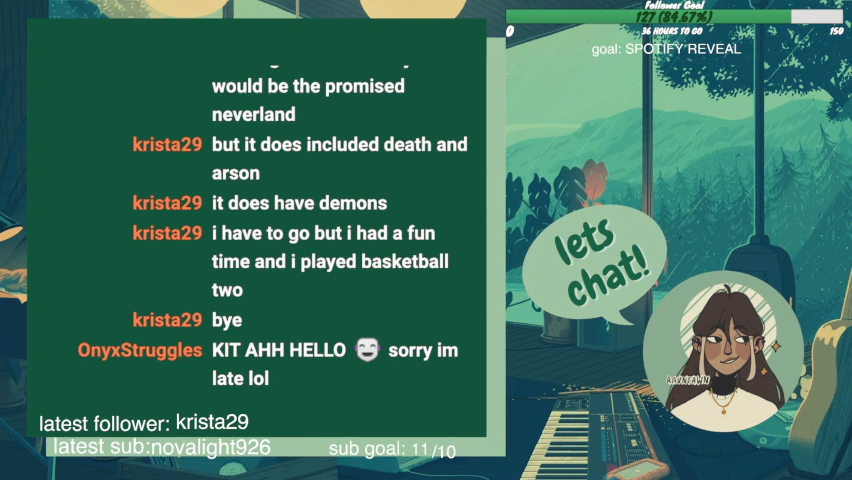 Follower Goal
127 (84.67%)
0 36 HOURS TO GO 150
goal: SPOTIFY REVEAL
would be the promised
neverland
krista29 but it does included death and
arson
krista29 it does have demons
krista29 i have to go but i had a fun
time and i played basketball
two
krista29 bye
OnyxStruggles KIT AHH HELLO sorry im
late lol
lets
chat!
latest follower: krista29
latest sub:novalight926
sub goal: 11/10